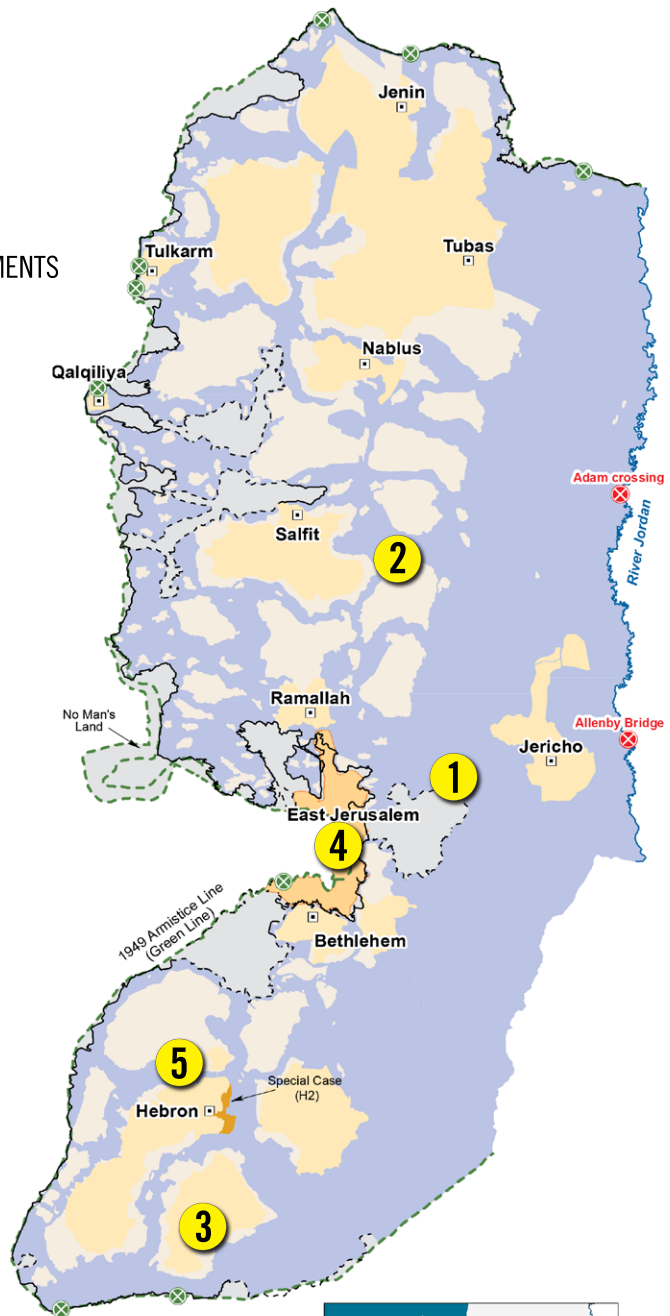 Jenin
MENTS
Tulkarm
Tubas
Nablus
Qalqiliya
Adam crossing
Salfit
2
River Jordan
Ramallah
No Man's
Land
Allenby Bridge
Jericho
1
East Jerusalem
4
1949 Armistice Line
(Green Line)
Bethlehem
5
Special Case
(H2)
Hebron
3